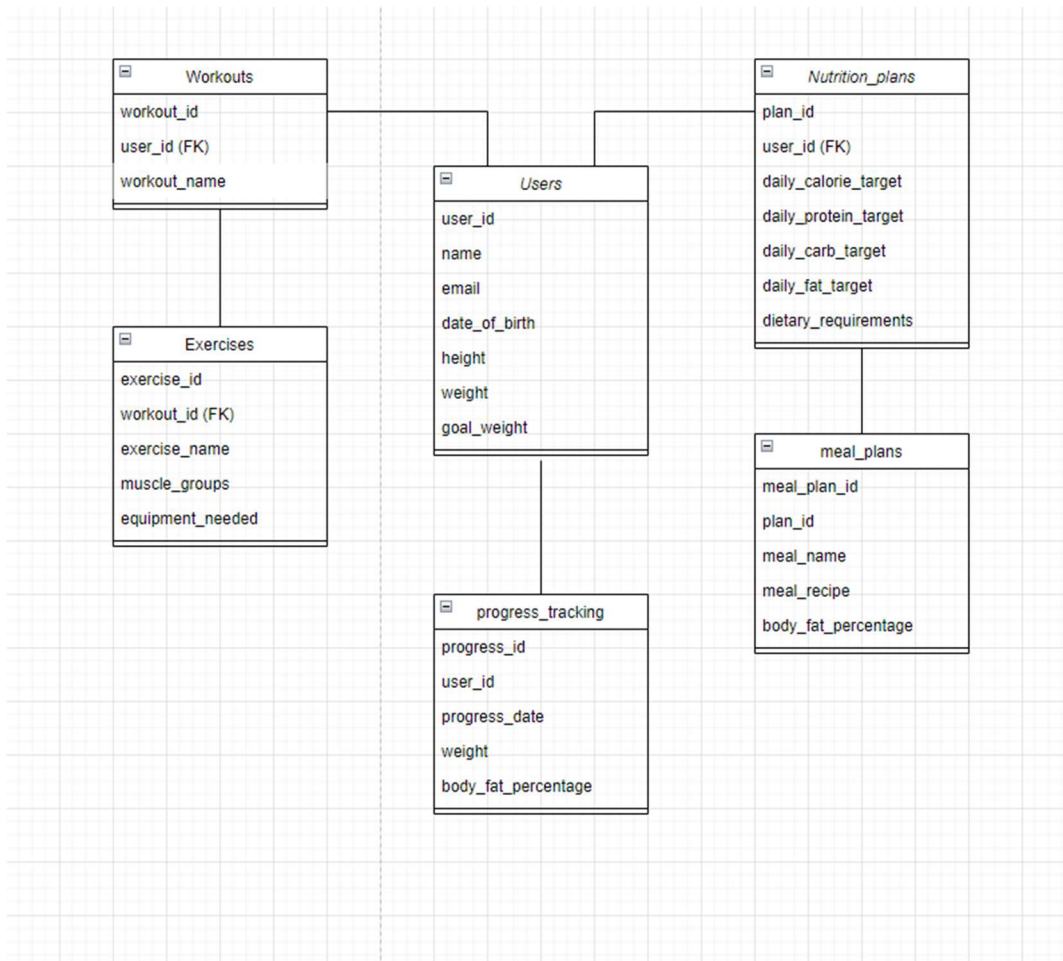 Workouts
workout_id
user_id (FK)
workout_name
Exercises
exercise_id
workout_id (FK)
exercise_name
muscle_groups
equipment_needed
Users
user_id
name
email
date_of_birth
height
weight
goal_weight
progress_tracking
progress_id
user_id
progress_date
weight
body_fat_percentage
Nutrition_plans
plan_id
user_id (FK)
daily_calorie_target
daily_protein_target
daily_carb_target
daily_fat_target
dietary_requirements
meal_plans
meal_plan_id
plan_id
meal_name
meal_recipe
body_fat_percentage